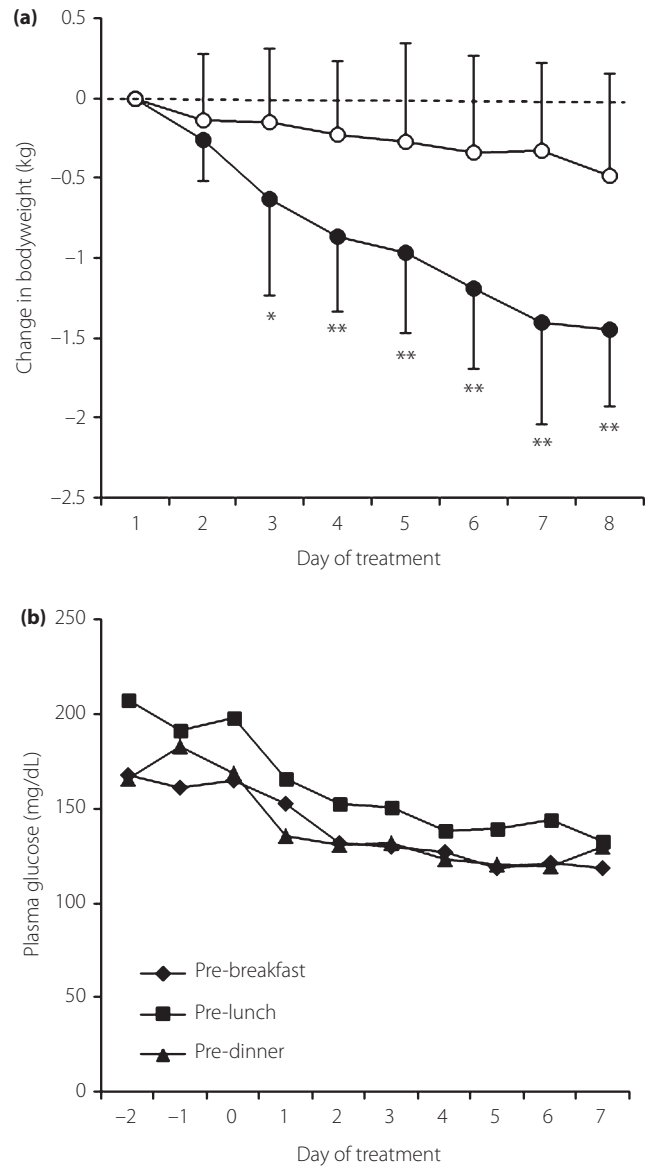 (a)
0.5
0
−0.5
−1
−1.5
−2
−2.5
Change in bodyweight (kg)
*
**
**
**
**
**
1 2 3 4 5 6 7 8
Day of treatment
(b)
250
200
150
100
50
0
Plasma glucose (mg/dL)
Pre-breakfast
Pre-lunch
Pre-dinner
−2 −1 0 1 2 3 4 5 6 7
Day of treatment